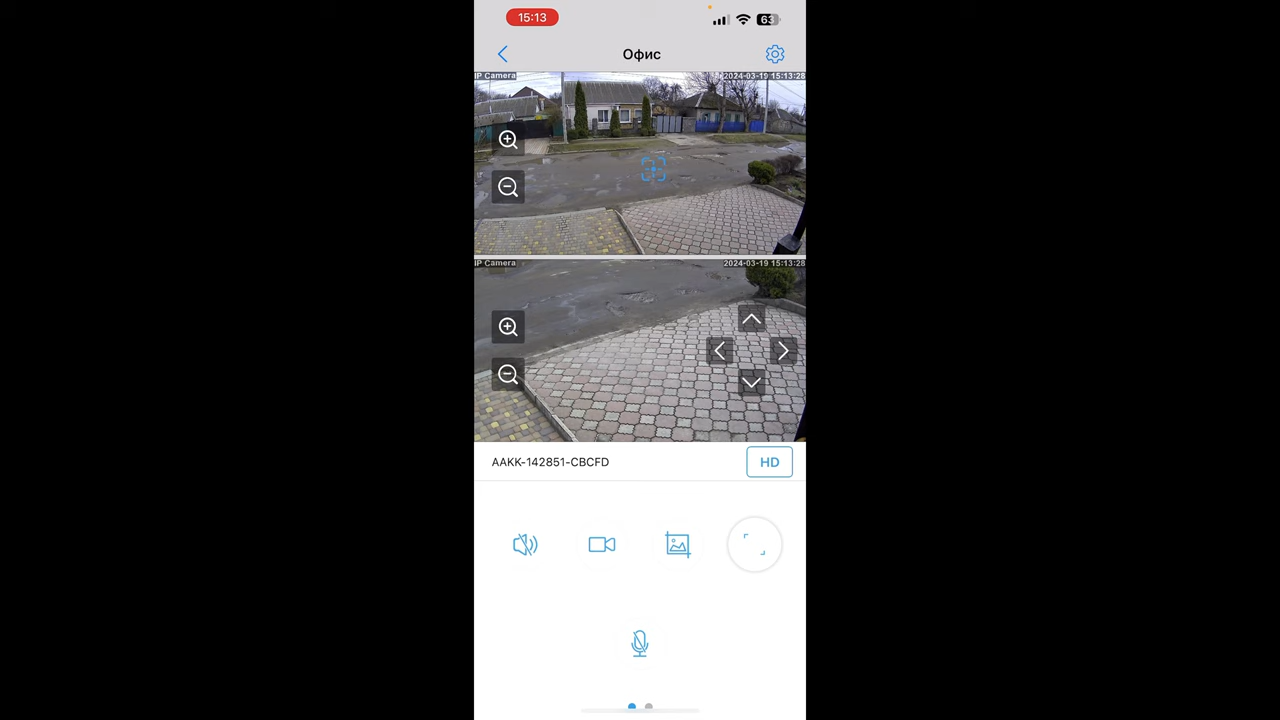 15:13
63
Офис
IP Camera
2024-03-19 15:13:28
IP Camera
2024-03-19 15:13:28
AAKK-142851-CBCFD
HD